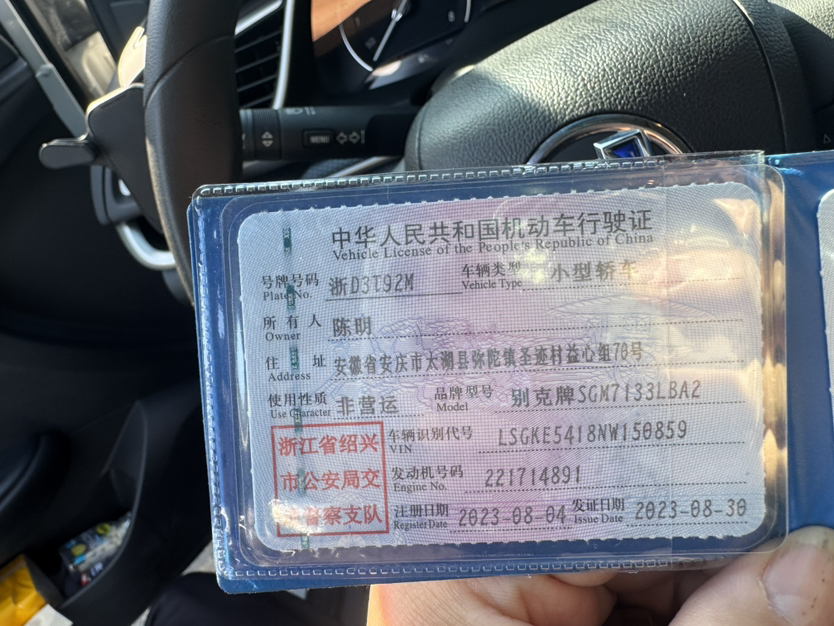 MENU
中华人民共和国机动车行驶证
Vehicle License of the People's Republic of China
号牌号码 浙D3T92M 车辆类型 小型轿车
Plate No. Vehicle Type
所有人 陈明
Owner
住址 安徽省安庆市太湖县弥陀镇圣迹村益心组78号
Address
使用性质 非营运 品牌型号 别克牌SGM7133LBA2
Use Character Model
浙江省绍兴
市公安局交
警察支队
车辆识别代号 LSGKE5418NW150859
VIN
发动机号码 221714891
Engine No.
注册日期 2023-08-04 发证日期 2023-08-30
Register Date Issue Date